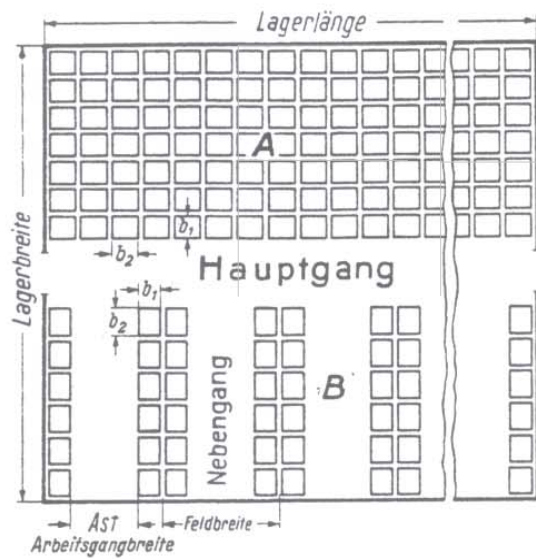 Lagerlänge
Lagerbreite
A
b₁
b₂
Hauptgang
b₁
b₂
Nebengang
B
AST
Feldbreite
Arbeitsgangbreite